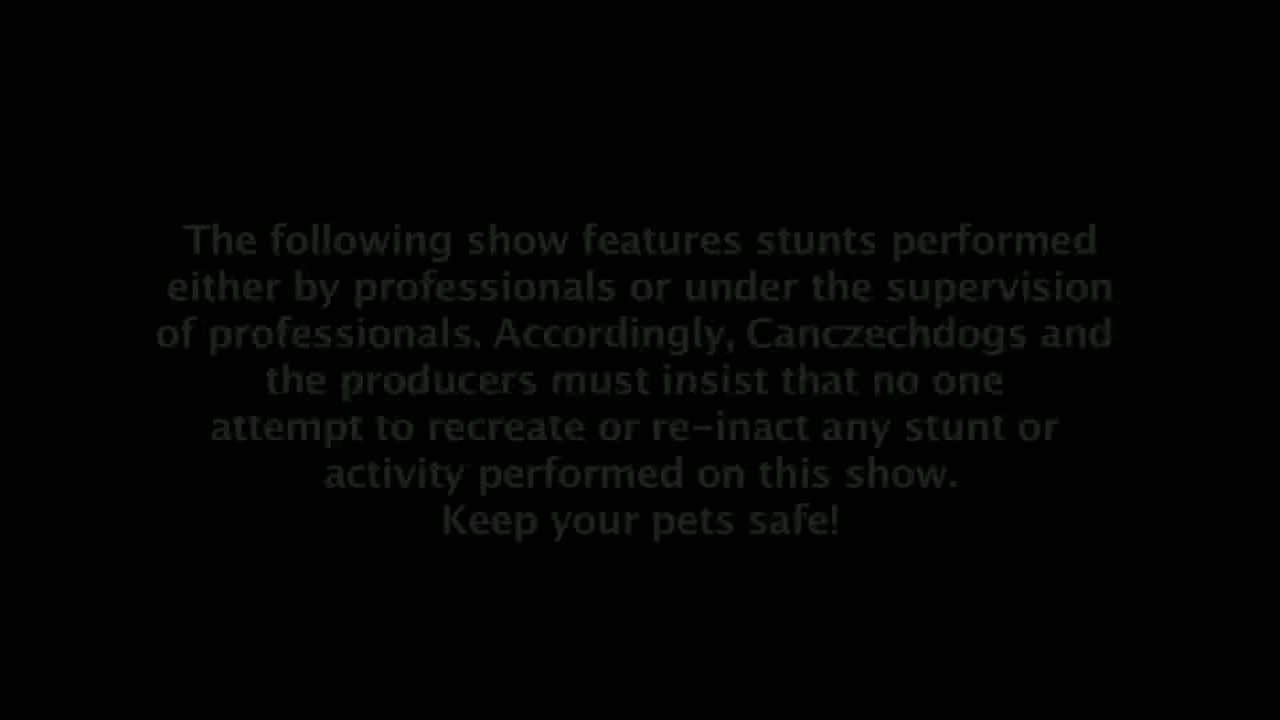 The following show features stunts performed
either by professionals or under the supervision
of professionals. Accordingly, Canczechdogs and
the producers must insist that no one
attempt to recreate or re-inact any stunt or
activity performed on this show.
Keep your pets safe!